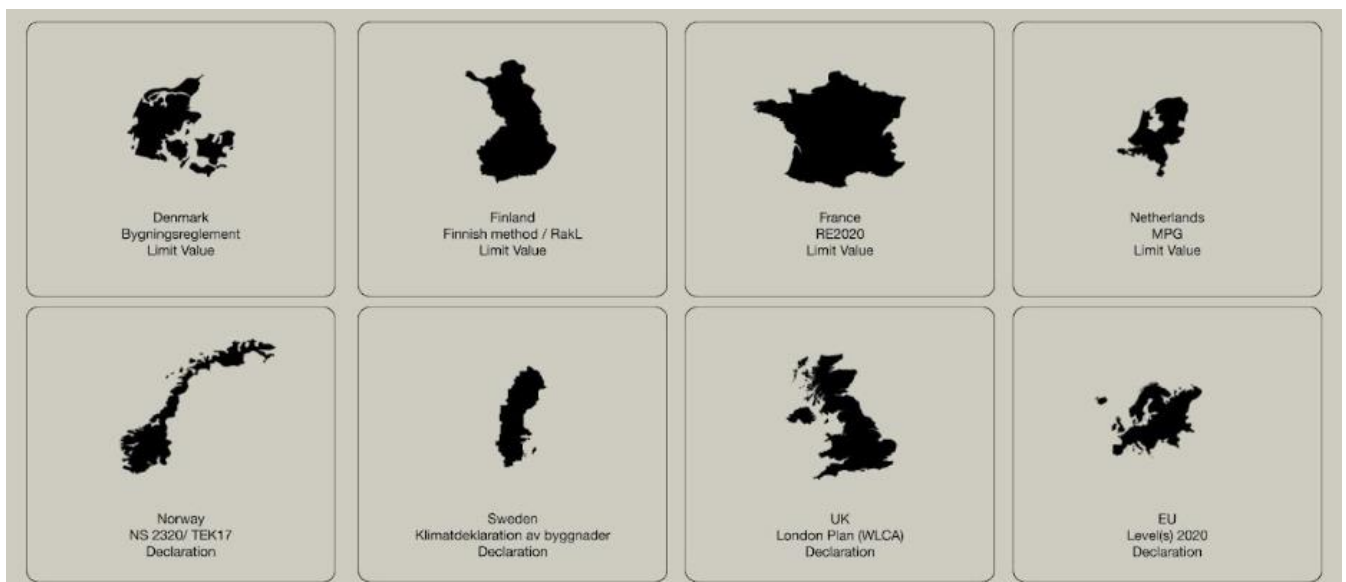 Denmark
Bygningsreglement
Limit Value
Finland
Finnish method / RakL
Limit Value
France
RE2020
Limit Value
Netherlands
MPG
Limit Value
Norway
NS 2320/ TEK17
Declaration
Sweden
Klimatdeklaration av byggnader
Declaration
UK
London Plan (WLCA)
Declaration
EU
Level(s) 2020
Declaration